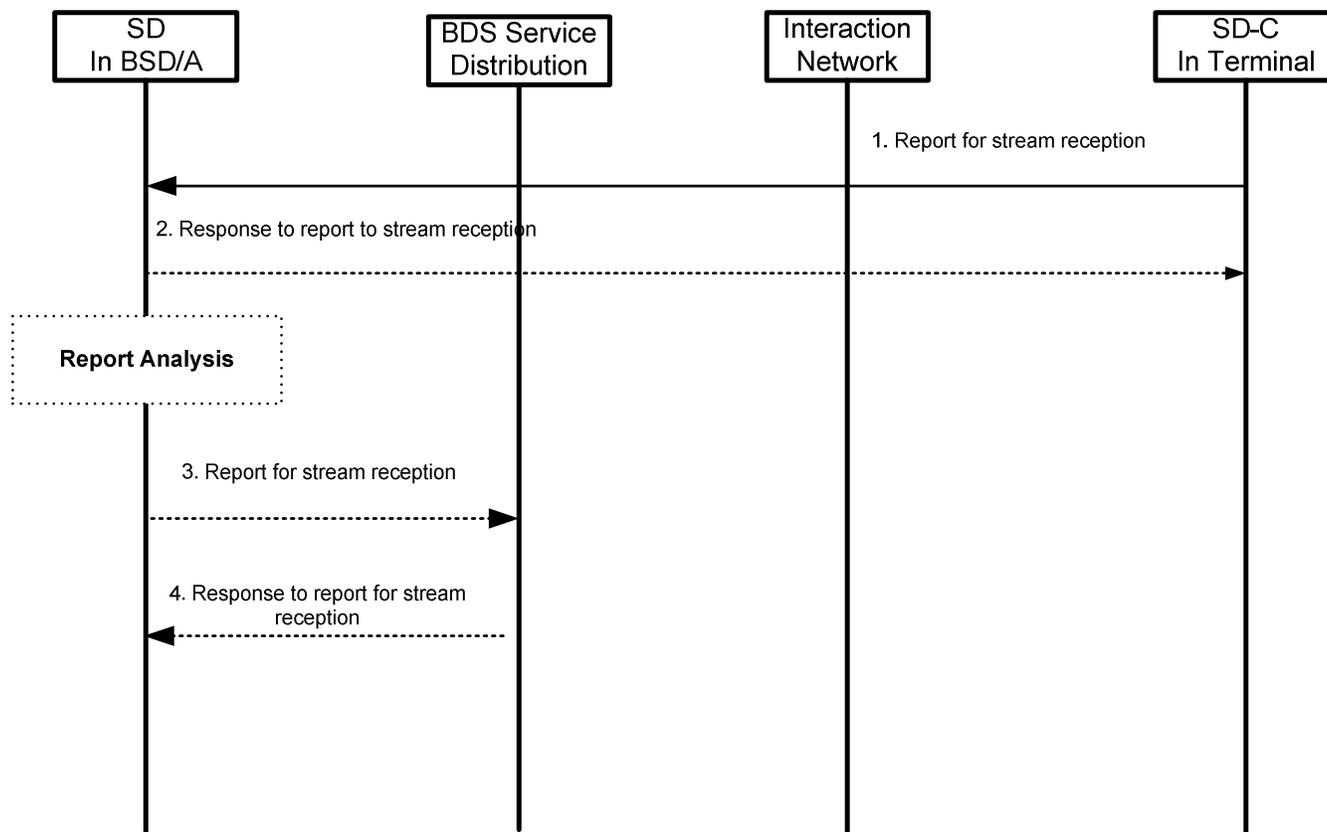 SD
In BSD/A
BDS Service
Distribution
Interaction
Network
SD-C
In Terminal
1. Report for stream reception
2. Response to report to stream reception
Report Analysis
3. Report for stream reception
4. Response to report for stream
reception